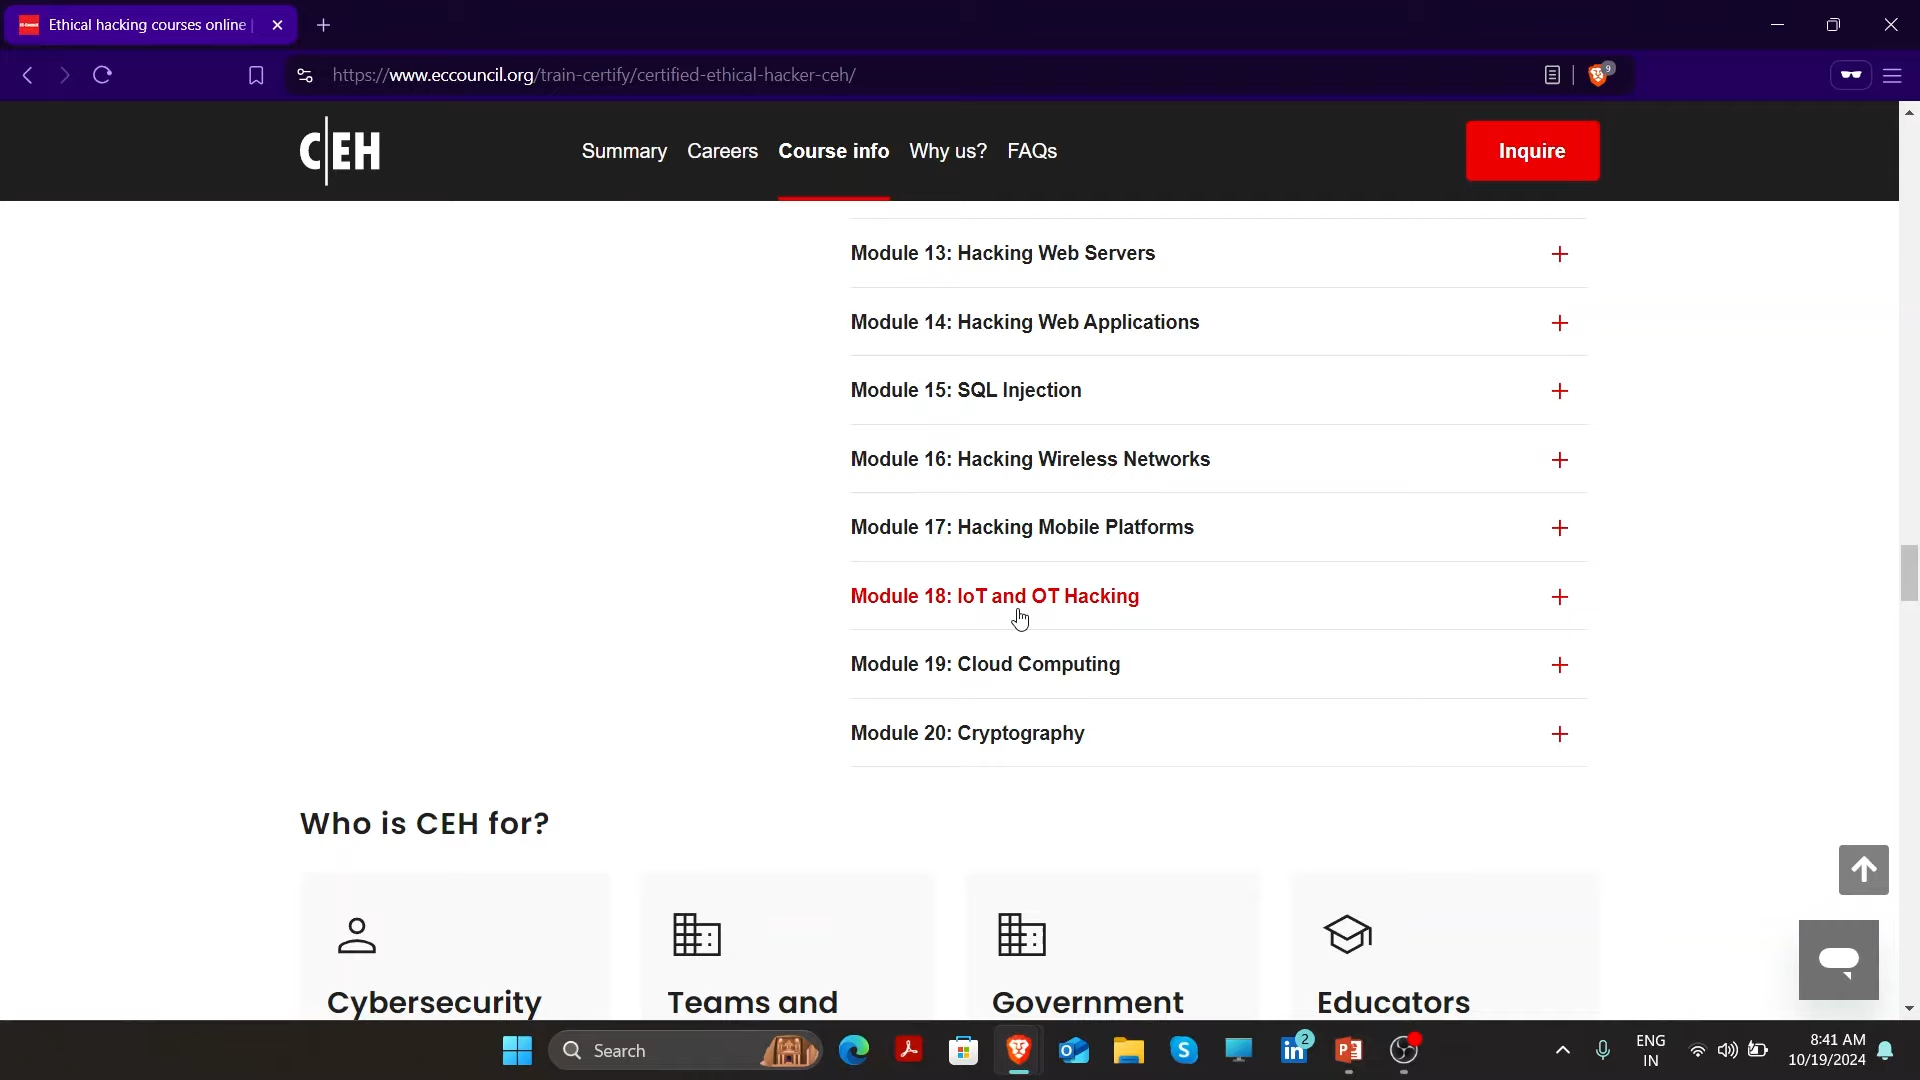 Ethical hacking courses online |
https://www.eccouncil.org/train-certify/certified-ethical-hacker-ceh/
9
C|EH
Summary Careers Course info Why us? FAQs
Inquire
Module 13: Hacking Web Servers
Module 14: Hacking Web Applications
Module 15: SQL Injection
Module 16: Hacking Wireless Networks
Module 17: Hacking Mobile Platforms
Module 18: IoT and OT Hacking
Module 19: Cloud Computing
Module 20: Cryptography
Who is CEH for?
Cybersecurity
Teams and
Government
Educators
Search
2
ENG
IN
8:41 AM
10/19/2024